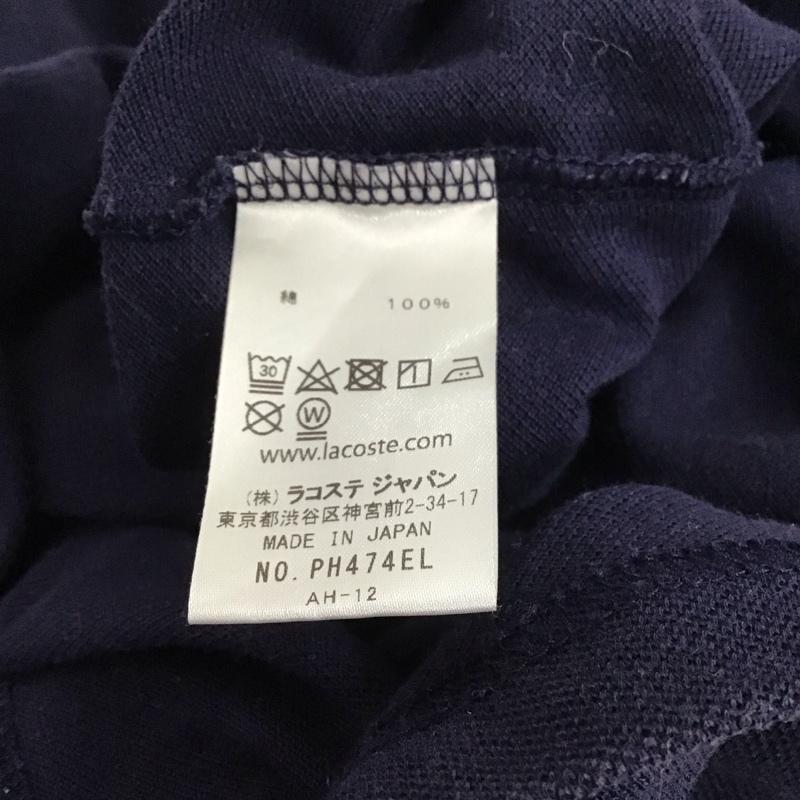 綿 100%
30
W
www.lacoste.com
(株) ラコステ ジャパン
東京都渋谷区神宮前2-34-17
MADE IN JAPAN
NO. PH474EL
AH-12